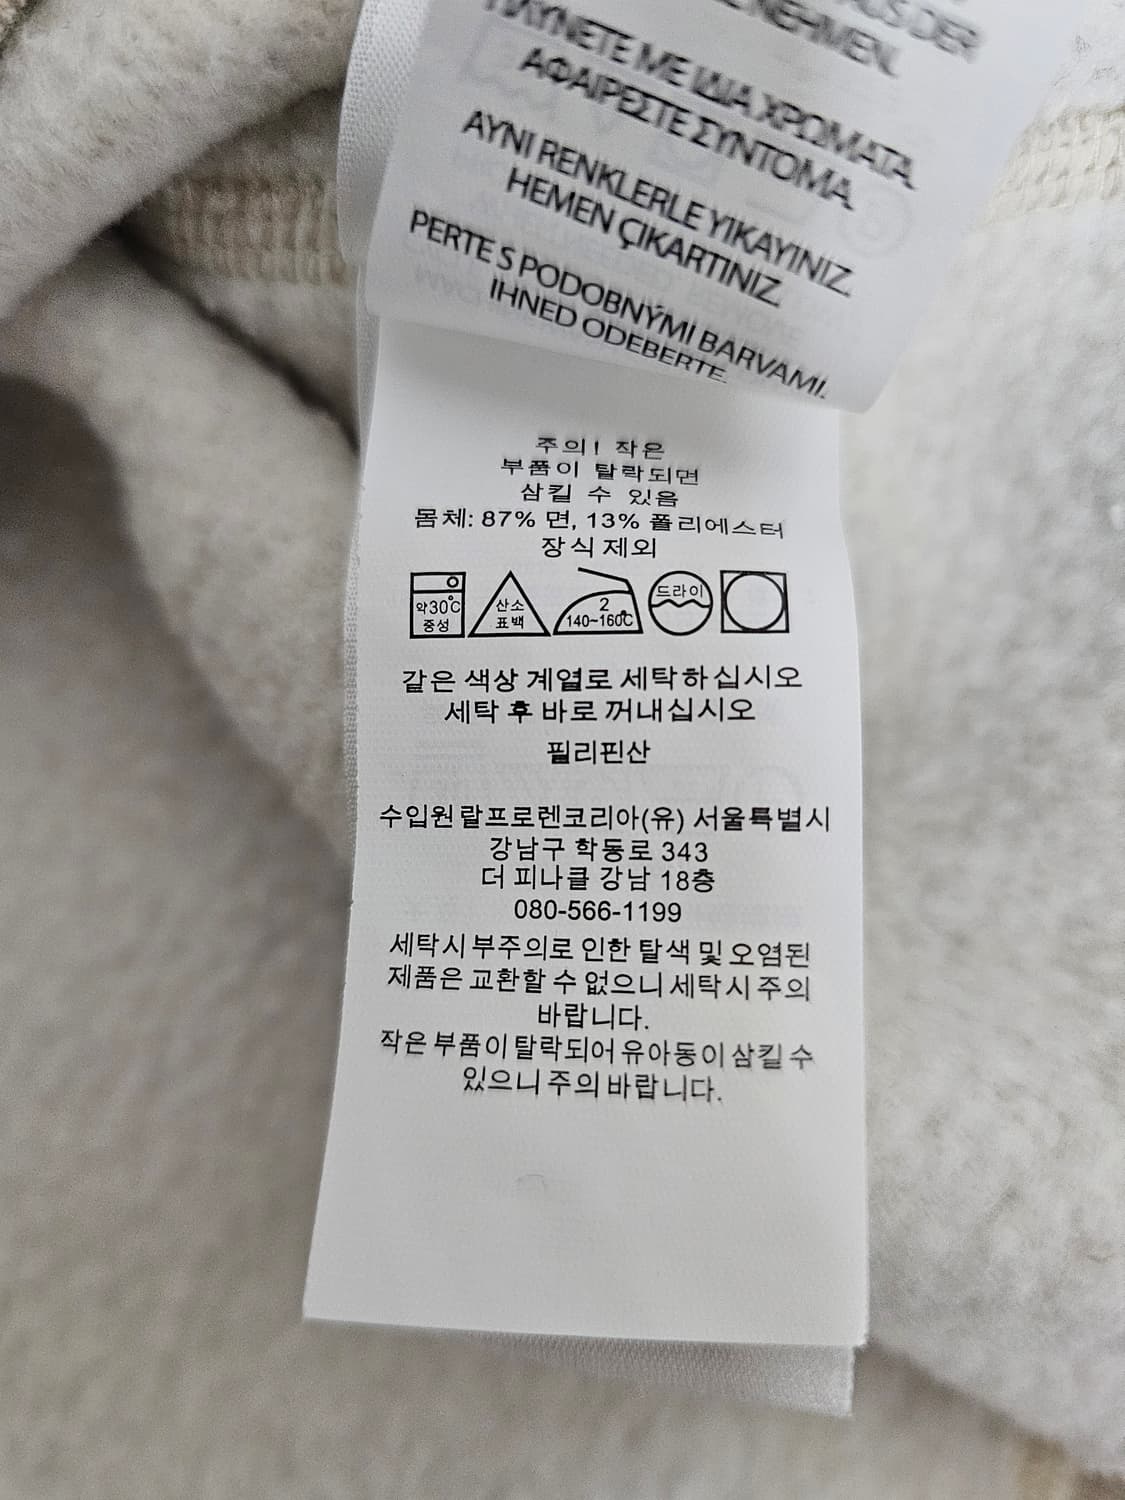 AUS DER
NEHMEN.
ΠΛΥΝΕΤΕ ΜΕ ΙΔΙΑ ΧΡΩΜΑΤΑ.
ΑΦΑΙΡΕΣΤΕ ΣΥΝΤΟΜΑ.
AYNI RENKLERLE YIKAYINIZ.
HEMEN ÇIKARTINIZ.
PERTE S PODOBNÝMI BARVAMI.
IHNED ODEBERTE.
주의! 작은
부품이 탈락되면
삼킬 수 있음
몸체: 87% 면, 13% 폴리에스터
장식 제외
약30℃
중성
산소
표백
2
140~160℃
드라이
같은 색상 계열로 세탁하십시오
세탁 후 바로 꺼내십시오
필리핀산
수입원 랄프로렌코리아(유) 서울특별시
강남구 학동로 343
더 피나클 강남 18층
080-566-1199
세탁시 부주의로 인한 탈색 및 오염된
제품은 교환할 수 없으니 세탁시 주의
바랍니다.
작은 부품이 탈락되어 유아동이 삼킬 수
있으니 주의 바랍니다.